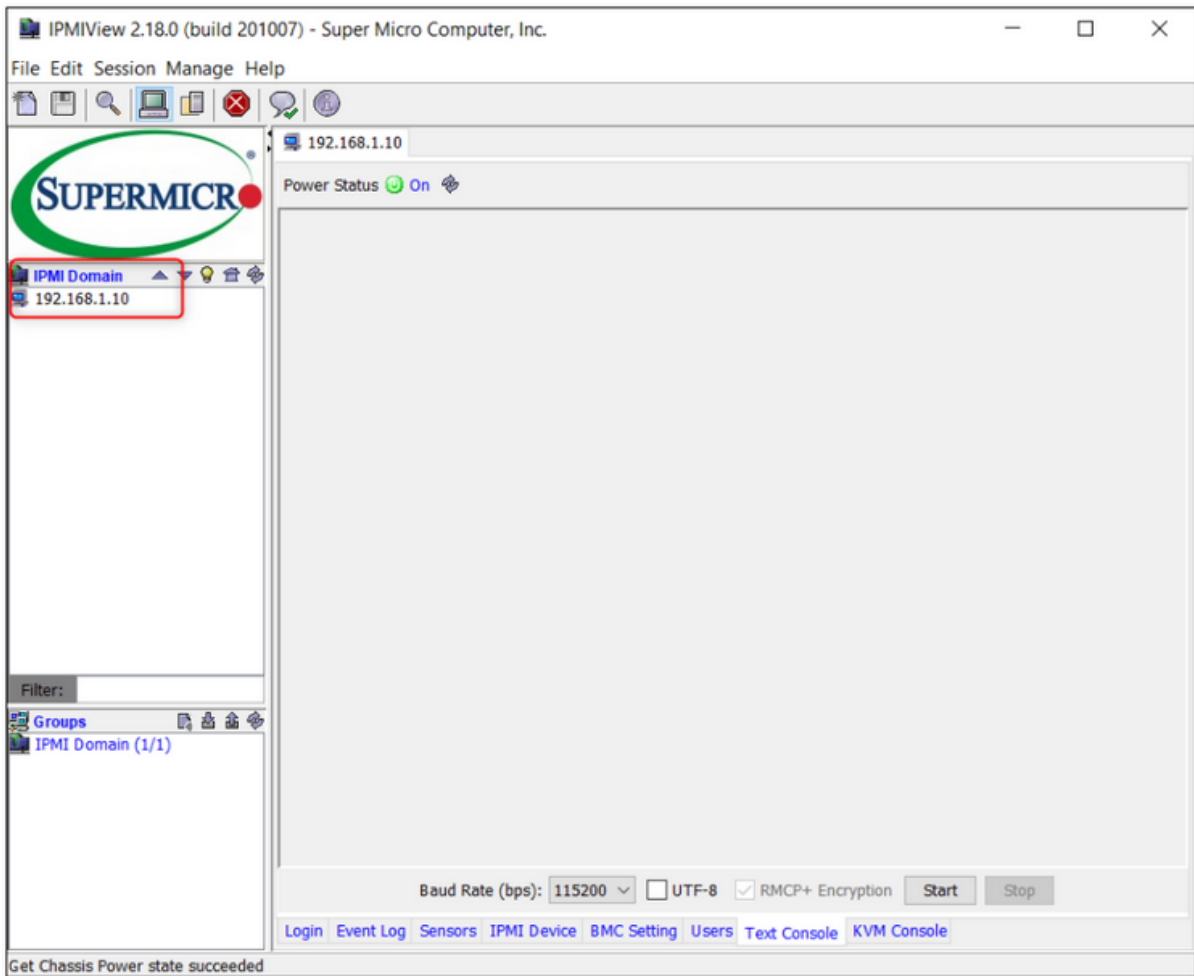 IPMIView 2.18.0 (build 201007) - Super Micro Computer, Inc.
File Edit Session Manage Help
SUPERMICR
192.168.1.10
Power Status On
IPMI Domain
192.168.1.10
Filter:
Groups
IPMI Domain (1/1)
Baud Rate (bps): 115200 UTF-8 RMCP+ Encryption Start Stop
Login Event Log Sensors IPMI Device BMC Setting Users Text Console KVM Console
Get Chassis Power state succeeded